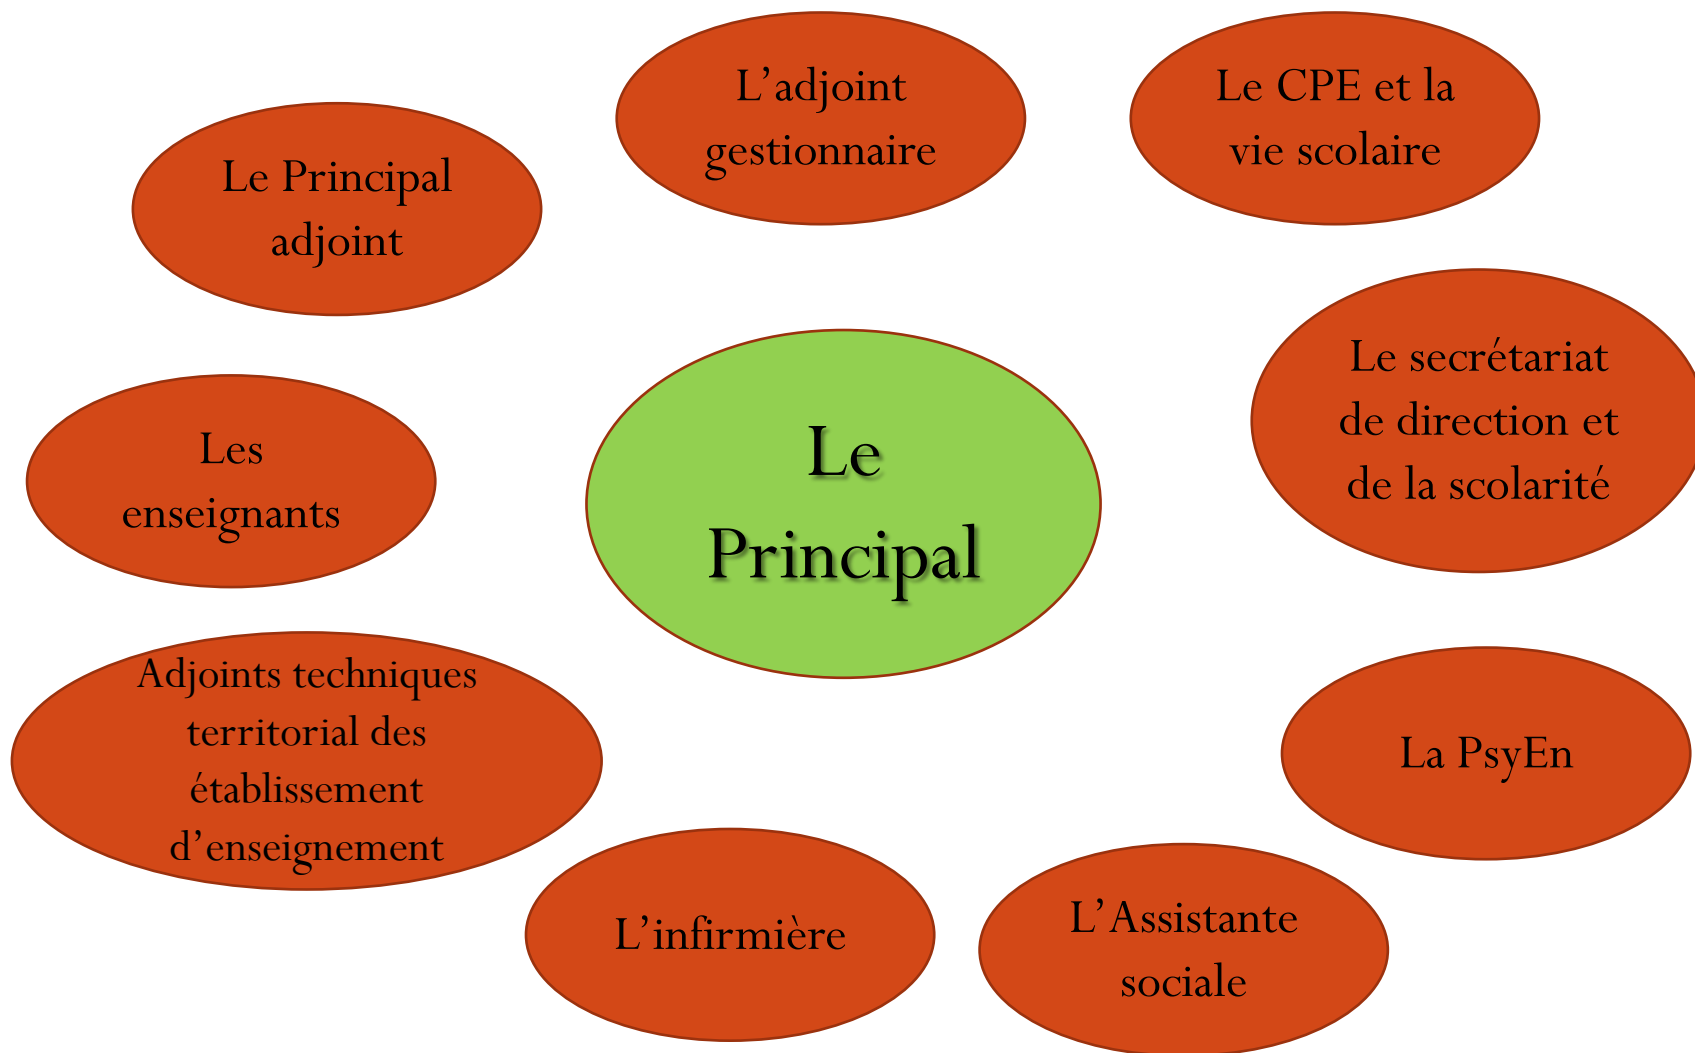 L’adjoint
gestionnaire
Le CPE et la
vie scolaire
Le Principal
adjoint
Le secrétariat
de direction et
de la scolarité
Les
enseignants
Le
Principal
Adjoints techniques
territorial des
établissement
d’enseignement
La PsyEn
L’infirmière
L’Assistante
sociale